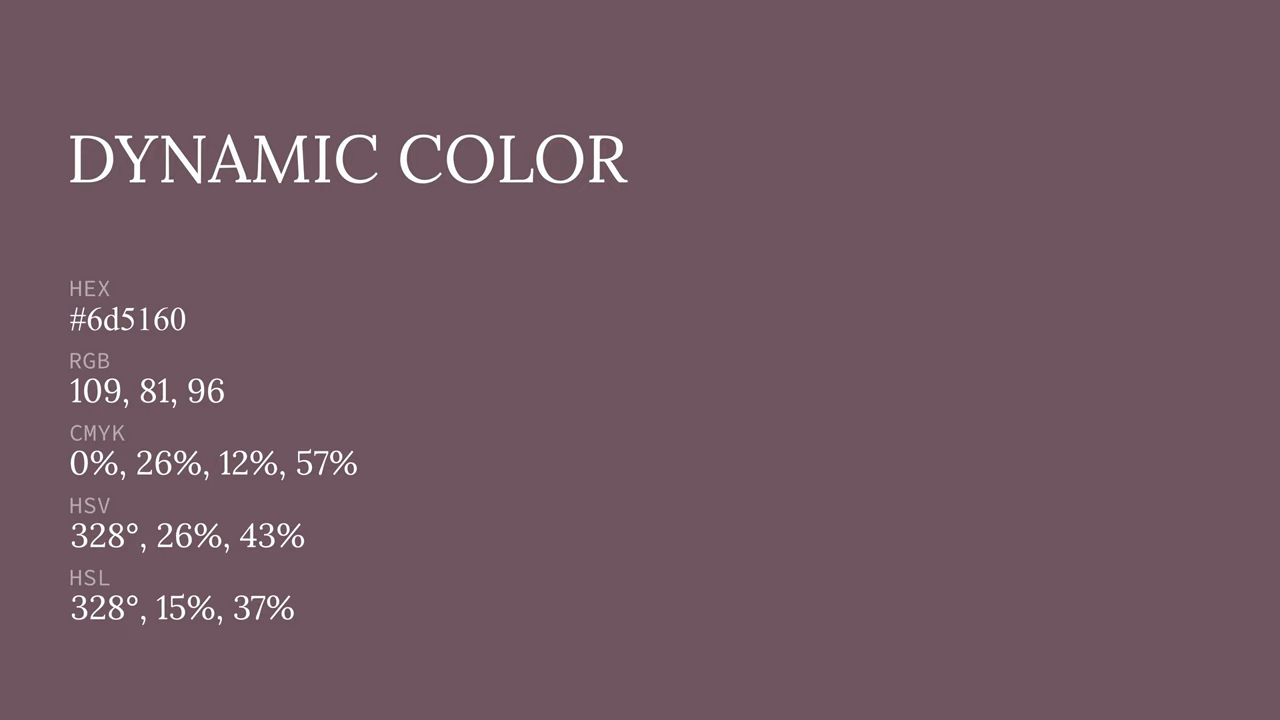 DYNAMIC COLOR
HEX
#6d5160
RGB
109, 81, 96
CMYK
0%, 26%, 12%, 57%
HSV
328°, 26%, 43%
HSL
328°, 15%, 37%